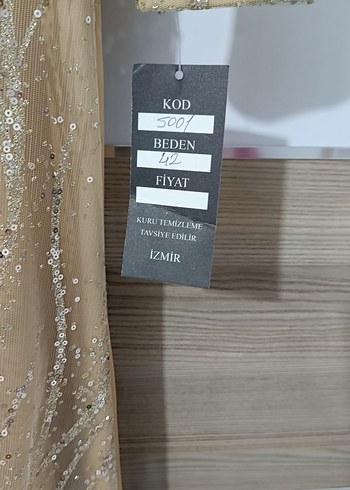 KOD
5001
BEDEN
42
FİYAT
KURU TEMİZLEME
TAVSİYE EDİLİR
İZMİR